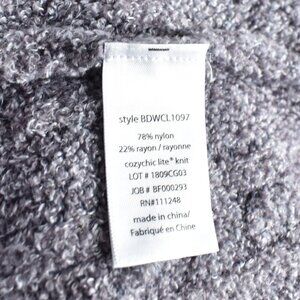 style BDWCL1097
78% nylon
22% rayon / rayonne
cozychic lite® knit
LOT # 1809CG03
JOB # BF000293
RN#111248
made in china/
Fabriqué en Chine